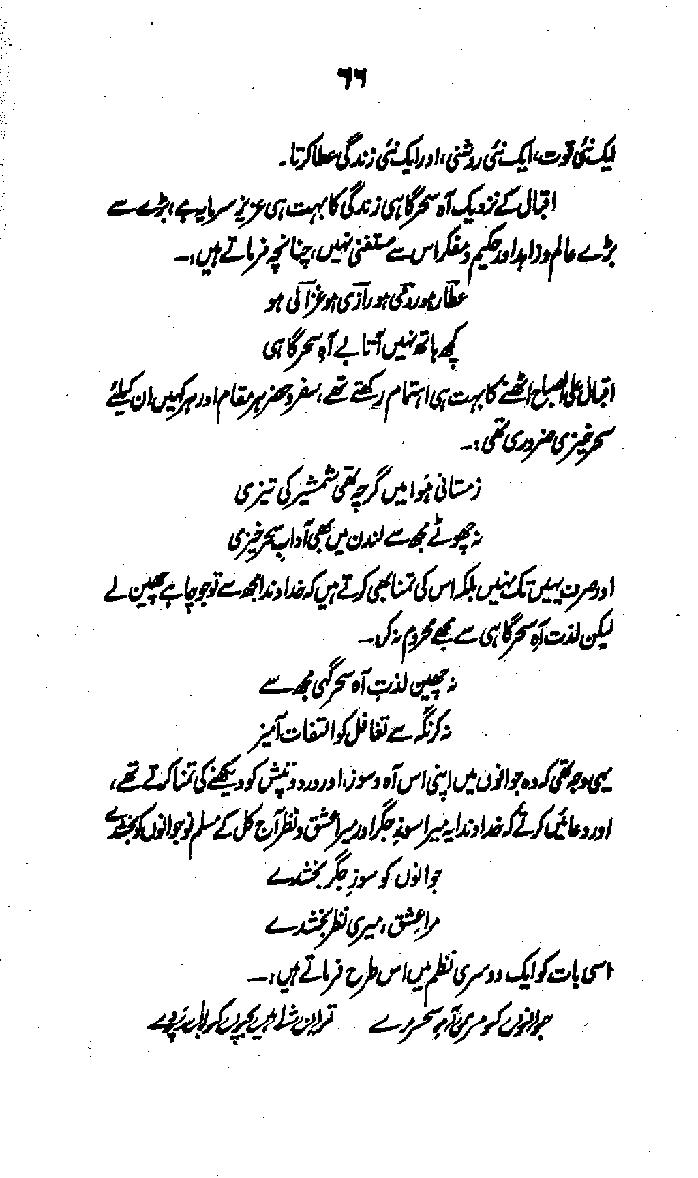 ۶۶
ایک نئی قوت، ایک نئی روشنی، اور ایک نئی زندگی عطا کرتا۔
اقبال کے نزدیک آہ سحر گاہی زندگی کا بہت ہی عزیز سرمایہ ہے، بڑے سے
بڑے عالم و زاہد اور حکیم و مفکر اس سے مستغنی نہیں، چنانچہ فرماتے ہیں:۔
عطّار ہو رومی ہو رازی ہو غزالی ہو
کچھ ہاتھ نہیں آتا بے آہِ سحر گاہی
اقبال علی الصباح اٹھنے کا بہت ہی اہتمام رکھتے تھے، سفر و حضر ہر مقام اور ہر کہیں ان کیلئے
سحر خیزی ضروری تھی:۔
زمستانی ہوا میں گرچہ تھی شمشیر کی تیزی
نہ چھوٹے مجھ سے لندن میں بھی آداب سحر خیزی
اور صرف یہیں تک نہیں بلکہ اس کی تمنا بھی کرتے ہیں کہ خداوندا مجھ سے تو جو چاہے چھین لے
لیکن لذت آہِ سحر گاہی سے مجھے محروم نہ کر۔
نہ چھین لذتِ آہ سحر گہی مجھ سے
نہ کر نگہ سے تغافل کو التفات آمیز
یہی وجہ تھی کہ وہ جوانوں میں اپنی اس آہ و سوز، اور درد و تپش کو دیکھنے کی تمنا کرتے تھے،
اور دعائیں کرتے کہ خداوندا یہ میرا سوزِ جگر اور میرا عشق و نظر آج کل کے مسلم نوجوانوں کو بخشدے
جوانوں کو سوزِ جگر بخشدے
مرا عشق، میری نظر بخشدے
اسی بات کو ایک دوسری نظم میں اس طرح فرماتے ہیں:۔
جوانوں کو مری آہِ سحر دے پھر ان شاہیں بچوں کو بال و پر دے